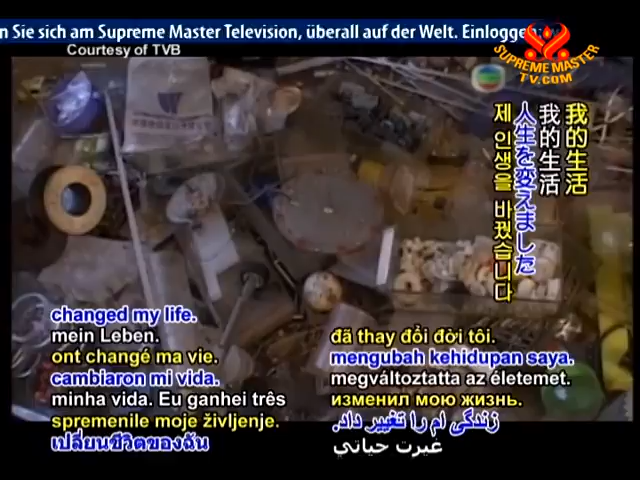 n Sie sich am Supreme Master Television, überall auf der Welt. Einloggen:
Courtesy of TVB
SUPREME MASTER
TV.COM
我的生活
我的生活
人生を変えました
제 인생을 바꿨습니다
changed my life.
mein Leben.
ont changé ma vie.
cambiaron mi vida.
minha vida. Eu ganhei três
spremenile moje življenje.
เปลี่ยนชีวิตของฉัน
đã thay đổi đời tôi.
mengubah kehidupan saya.
megváltoztatta az életemet.
изменил мою жизнь.
زندگی ام را تغییر داد.
غيرت حياتي